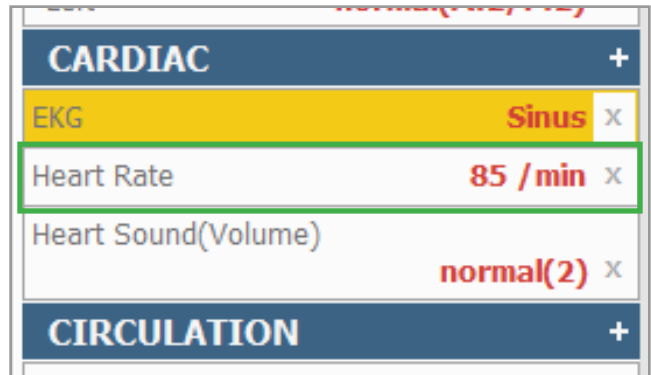 CARDIAC +
EKG Sinus x
Heart Rate 85 /min x
Heart Sound(Volume)
normal(2) x
CIRCULATION +